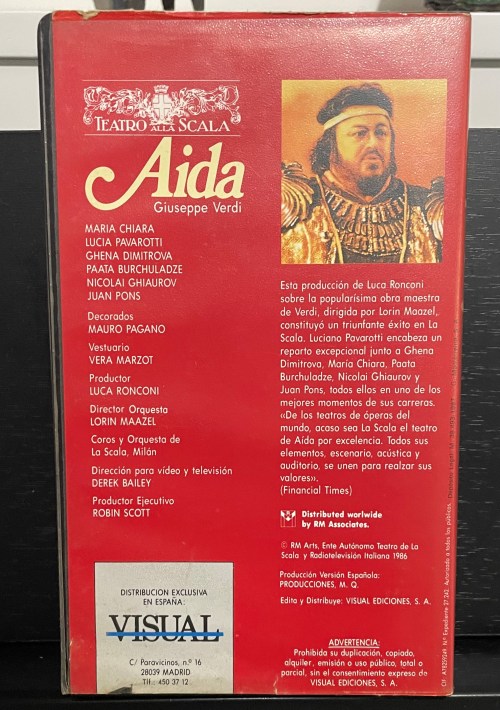 TEATRO ALLA SCALA
Aida
Giuseppe Verdi
MARIA CHIARA
LUCIA PAVAROTTI
GHENA DIMITROVA
PAATA BURCHULADZE
NICOLAI GHIAUROV
JUAN PONS
Decorados
MAURO PAGANO
Vestuario
VERA MARZOT
Productor
LUCA RONCONI
Director Orquesta
LORIN MAAZEL
Coros y Orquesta de
La Scala, Milán
Dirección para vídeo y televisión
DEREK BAILEY
Productor Ejecutivo
ROBIN SCOTT
DISTRIBUCION EXCLUSIVA
EN ESPAÑA:
VISUAL
C/ Paravicinos, n.º 16
28039 MADRID
Tlf.: 450 37 12
Esta producción de Luca Ronconi
sobre la popularísima obra maestra
de Verdi, dirigida por Lorin Maazel,
constituyó un triunfante éxito en La
Scala. Luciano Pavarotti encabeza un
reparto excepcional junto a Ghena
Dimitrova, María Chiara, Paata
Burchuladze, Nicolai Ghiaurov y
Juan Pons, todos ellos en uno de los
mejores momentos de sus carreras.
«De los teatros de óperas del
mundo, acaso sea La Scala el teatro
de Aída por excelencia. Todos sus
elementos, escenario, acústica y
auditorio, se unen para realzar sus
valores».
(Financial Times)
Distributed worlwide
by RM Associates.
© RM Arts, Ente Autónomo Teatro de La
Scala y Radiotelevisión Italiana 1986
Producción Versión Española:
PRODUCCIONES, M. Q.
Edita y Distribuye: VISUAL EDICIONES, S. A.
ADVERTENCIA:
Prohibida su duplicación, copiado,
alquiler, emisión o uso público, total o
parcial, sin el consentimiento expreso de
VISUAL EDICIONES, S. A.
N.º Expediente 37.242. Autorizado a todos los públicos.